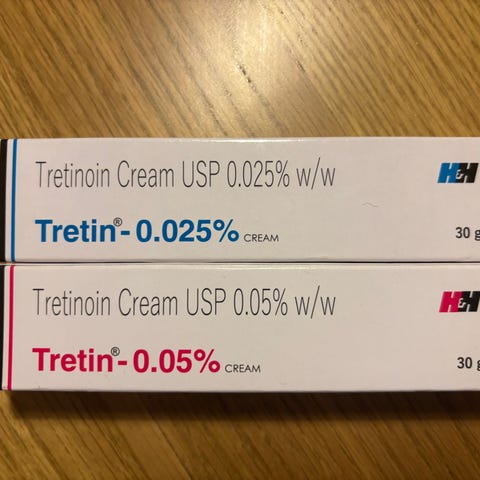 Tretinoin Cream USP 0.025% w/w
H&H
Tretin®- 0.025% CREAM
30 g
Tretinoin Cream USP 0.05% w/w
H&H
Tretin®- 0.05% CREAM
30 g